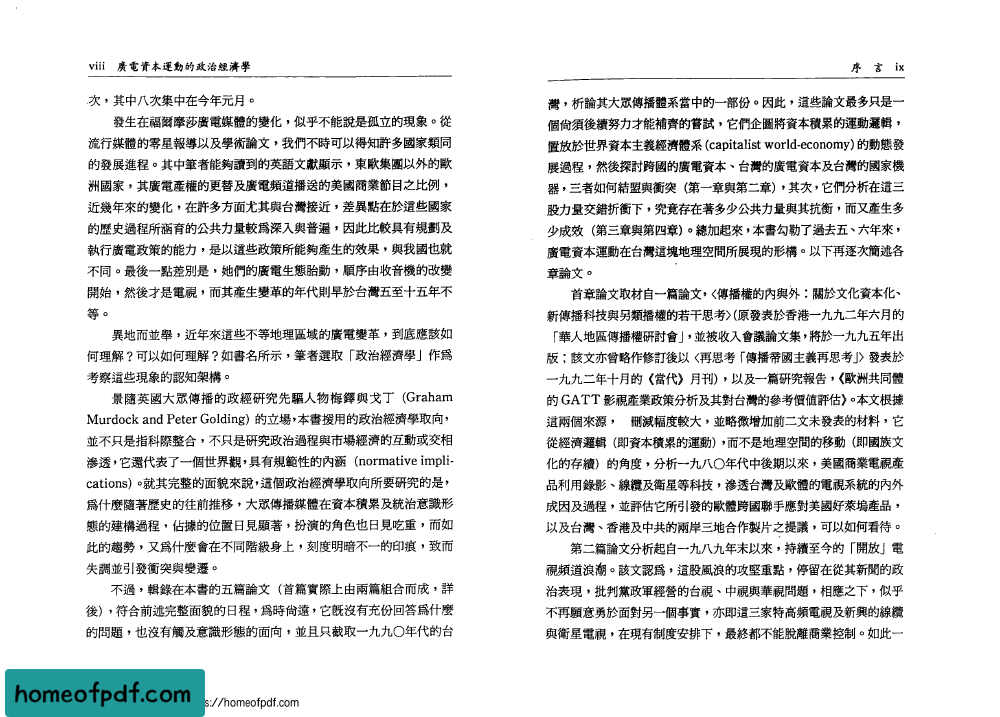 viii 廣電資本運動的政治經濟學
次，其中八次集中在今年元月。
發生在福爾摩莎廣電媒體的變化，似乎不能說是孤立的現象。從
流行媒體的零星報導以及學術論文，我們不時可以得知許多國家類同
的發展進程。其中筆者能夠讀到的英語文獻顯示，東歐集團以外的歐
洲國家，其廣電產權的更替及廣電頻道播送的美國商業節目之比例，
近幾年來的變化，在許多方面尤其與台灣接近，差異點在於這些國家
的歷史過程所涵育的公共力量較爲深入與普遍，因此比較具有規劃及
執行廣電政策的能力，是以這些政策所能夠產生的效果，與我國也就
不同。最後一點差別是，她們的廣電生態胎動，順序由收音機的改變
開始，然後才是電視，而其產生變革的年代則早於台灣五至十五年不
等。
異地而並舉，近年來這些不等地理區域的廣電變革，到底應該如
何理解？可以如何理解？如書名所示，筆者選取「政治經濟學」作爲
考察這些現象的認知架構。
景隨英國大眾傳播的政經研究先驅人物梅鐸與戈丁 (Graham
Murdock and Peter Golding) 的立場，本書援用的政治經濟學取向，
並不只是指科際整合，不只是研究政治過程與市場經濟的互動或交相
滲透，它還代表了一個世界觀，具有規範性的內涵 (normative impli-
cations)。就其完整的面貌來說，這個政治經濟學取向所要研究的是，
爲什麼隨著歷史的往前推移，大眾傳播媒體在資本積累及統治意識形
態的建構過程，佔據的位置日見顯著，扮演的角色也日見吃重，而如
此的趨勢，又爲什麼會在不同階級身上，刻度明暗不一的印痕，致而
失調並引發衝突與變遷。
不過，輯錄在本書的五篇論文（首篇實際上由兩篇組合而成，詳
後），符合前述完整面貌的日程，爲時尙遠，它旣沒有充份回答爲什麼
的問題，也沒有觸及意識形態的面向，並且只截取一九九〇年代的台
序 言 ix
灣，析論其大眾傳播體系當中的一部份。因此，這些論文最多只是一
個尙須後續努力才能補齊的嘗試，它們企圖將資本積累的運動邏輯，
置放於世界資本主義經濟體系 (capitalist world-economy) 的動態發
展過程，然後探討跨國的廣電資本、台灣的廣電資本及台灣的國家機
器，三者如何結盟與衝突（第一章與第二章），其次，它們分析在這三
股力量交錯折衝下，究竟存在著多少公共力量與其抗衡，而又產生多
少成效（第三章與第四章）。總加起來，本書勾勒了過去五、六年來，
廣電資本運動在台灣這塊地理空間所展現的形構。以下再逐次簡述各
章論文。
首章論文取材自一篇論文，〈傳播權的內與外：關於文化資本化、
新傳播科技與另類播權的若干思考〉(原發表於香港一九九二年六月的
「華人地區傳播權研討會」，並被收入會議論文集，將於一九九五年出
版；該文亦曾略作修訂後以〈再思考「傳播帝國主義再思考」〉發表於
一九九二年十月的《當代》月刊)，以及一篇研究報告，《歐洲共同體
的 GATT 影視產業政策分析及其對台灣的參考價值評估》。本文根據
這兩個來源， 刪減幅度較大，並略微增加前二文未發表的材料，它
從經濟邏輯（即資本積累的運動），而不是地理空間的移動（即國族文
化的存續）的角度，分析一九八〇年代中後期以來，美國商業電視產
品利用錄影、線纜及衛星等科技，滲透台灣及歐體的電視系統的內外
成因及過程，並評估它所引發的歐體跨國聯手應對美國好萊塢產品，
以及台灣、香港及中共的兩岸三地合作製片之提議，可以如何看待。
第二篇論文分析起自一九八九年末以來，持續至今的「開放」電
視頻道浪潮。該文認爲，這股風浪的攻堅重點，停留在從其新聞的政
治表現，批判黨政軍經營的台視、中視與華視問題，相應之下，似乎
不再願意勇於面對另一個事實，亦即這三家特高頻電視及新興的線纜
與衛星電視，在現有制度安排下，最終都不能脫離商業控制。如此一
homeofpdf.com
s://homeofpdf.com